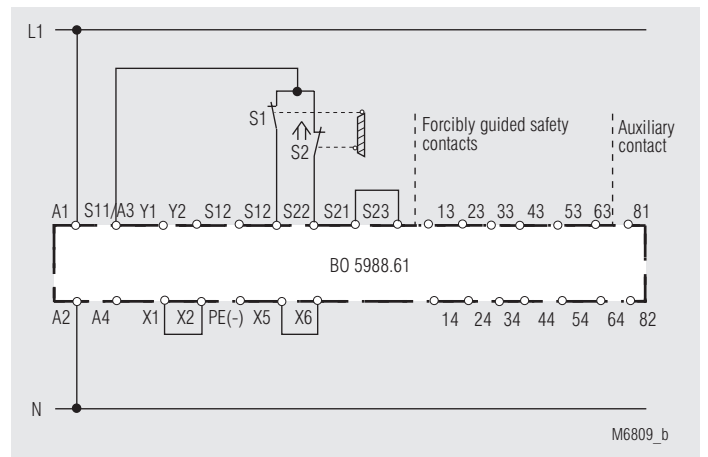 L1
S1
S2
Forcibly guided safety
contacts
Auxiliary
contact
A1 S11/A3 Y1 Y2 S12 S12 S22 S21 S23 13 23 33 43 53 63 81
BO 5988.61
A2 A4 X1 X2 PE(-) X5 X6 14 24 34 44 54 64 82
N
M6809_b